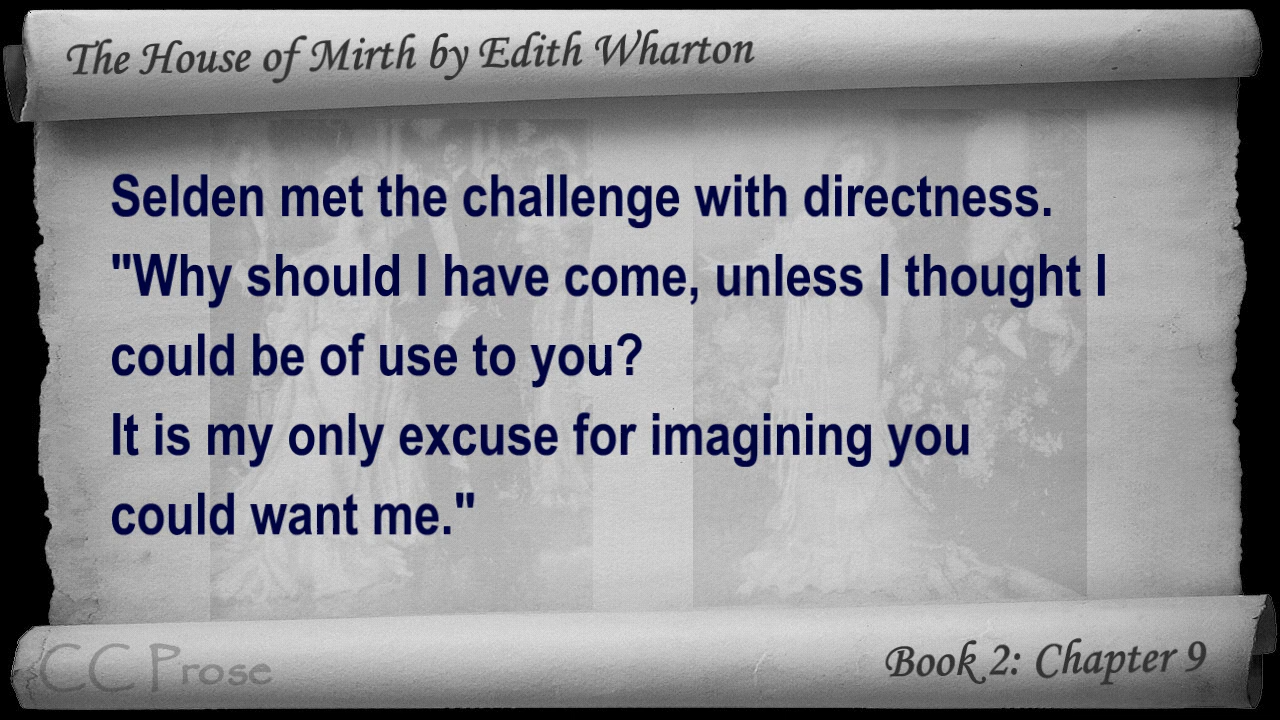 The House of Mirth by Edith Wharton
Selden met the challenge with directness.
"Why should I have come, unless I thought I
could be of use to you?
It is my only excuse for imagining you
could want me."
CC Prose
Book 2: Chapter 9